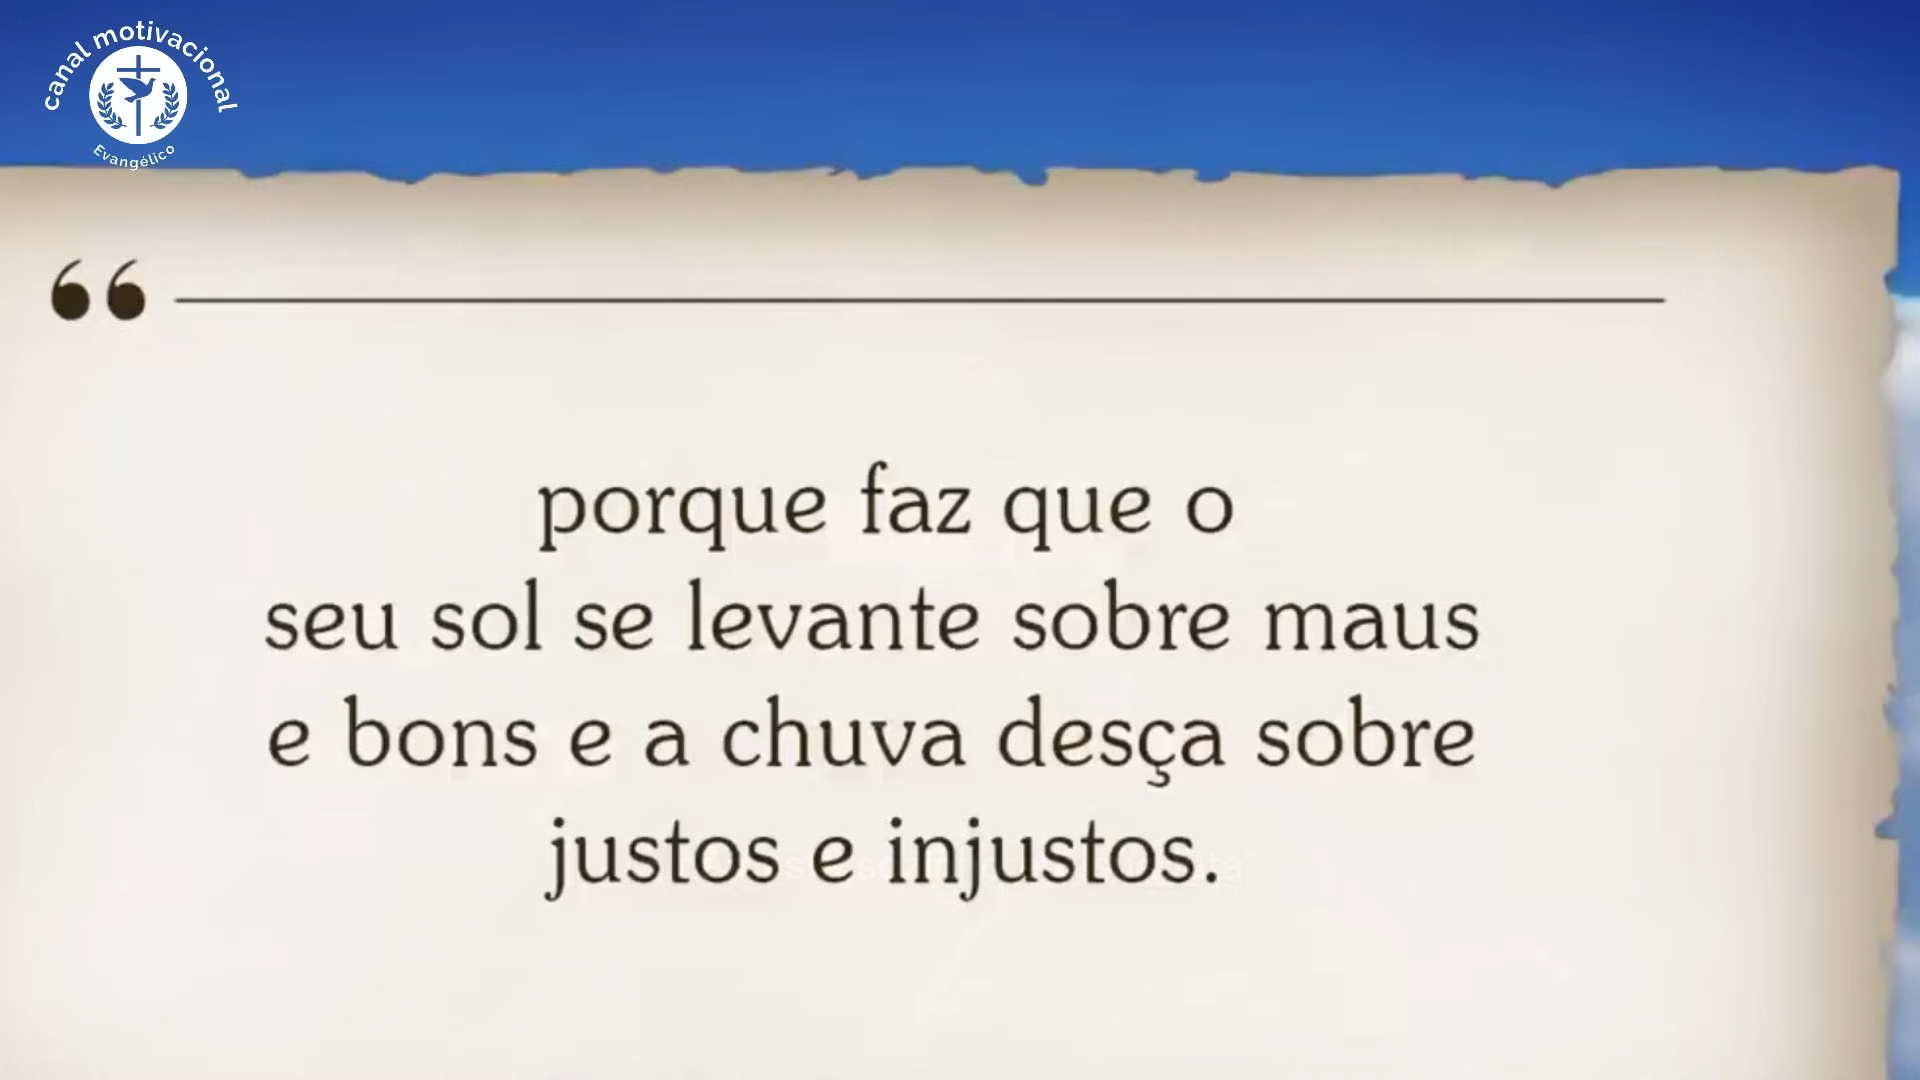 canal motivacional
Evangélico
“
porque faz que o
seu sol se levante sobre maus
e bons e a chuva desça sobre
justos e injustos.